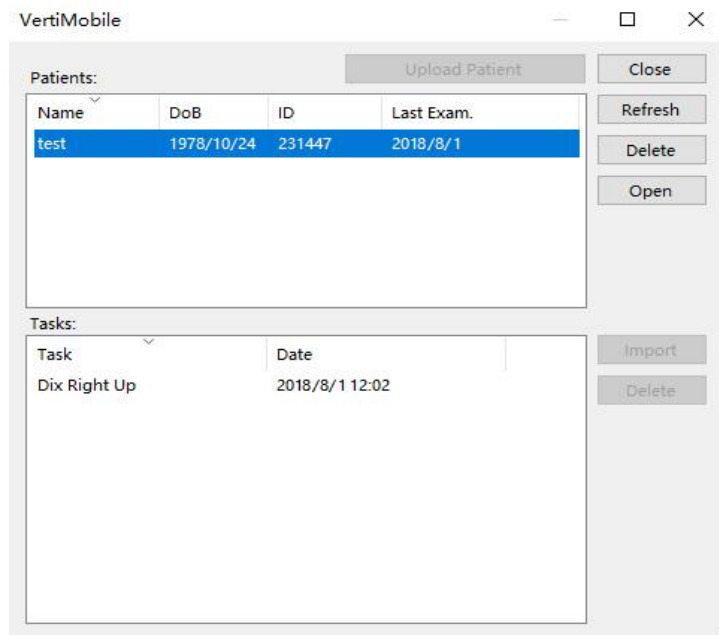 VertiMobile
Patients:
Upload Patient
Close
Name DoB ID Last Exam.
Refresh
test 1978/10/24 231447 2018/8/1
Delete
Open
Tasks:
Task Date
Import
Dix Right Up 2018/8/1 12:02
Delete